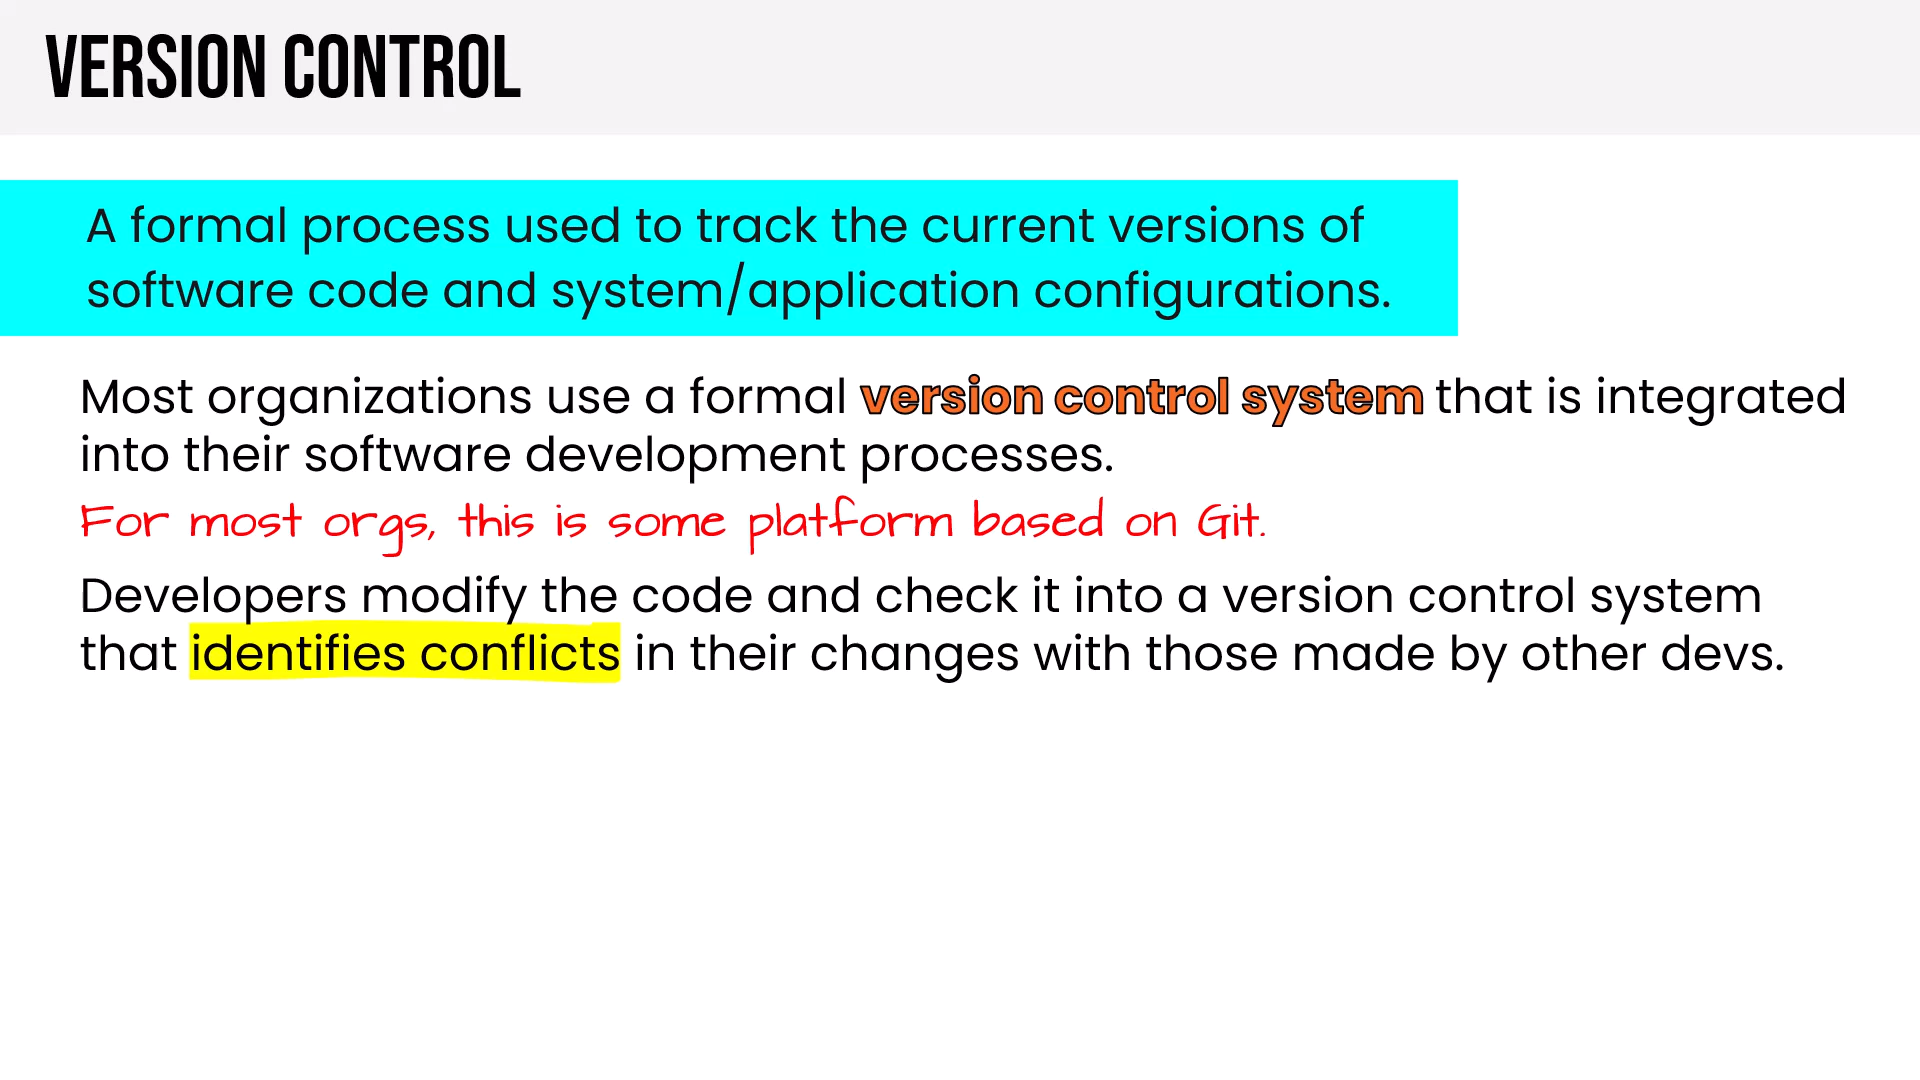 VERSION CONTROL
A formal process used to track the current versions of
software code and system/application configurations.
Most organizations use a formal version control system that is integrated
into their software development processes.
For most orgs, this is some platform based on Git.
Developers modify the code and check it into a version control system
that identifies conflicts in their changes with those made by other devs.